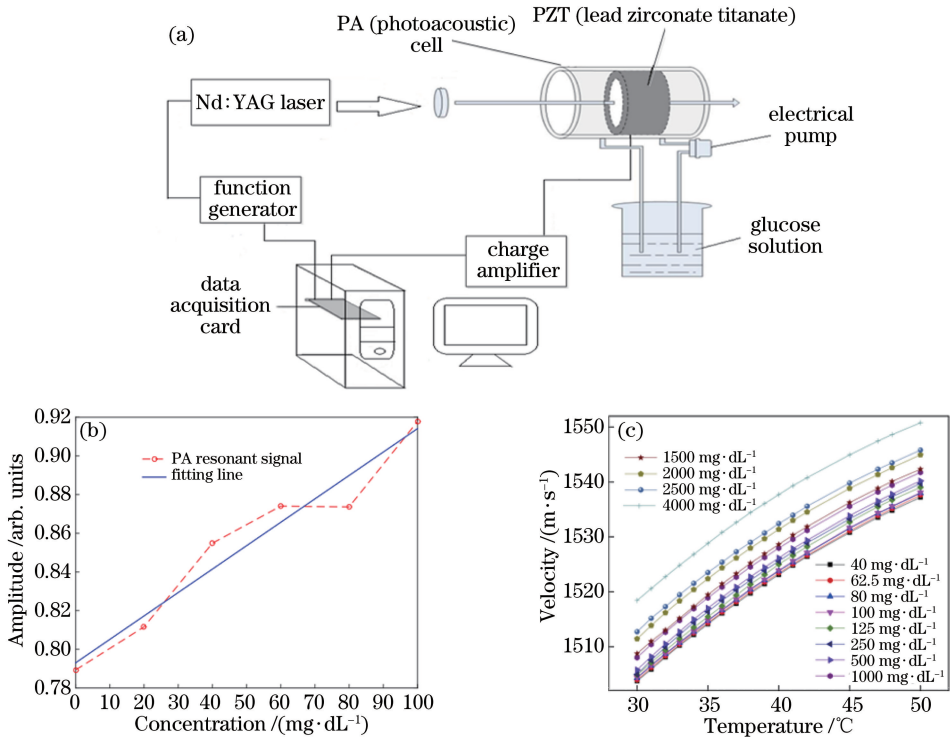 (a)
PA (photoacoustic)
cell
PZT (lead zirconate titanate)
Nd:YAG laser
electrical
pump
function
generator
charge
amplifier
glucose
solution
data
acquisition
card
(b)
0.92
0.90
0.88
0.86
0.84
0.82
0.80
0.78
Amplitude /arb. units
PA resonant signal
fitting line
0 10 20 30 40 50 60 70 80 90 100
Concentration /(mg·dL⁻¹)
(c)
1550
1540
1530
1520
1510
Velocity /(m·s⁻¹)
1500 mg·dL⁻¹
2000 mg·dL⁻¹
2500 mg·dL⁻¹
4000 mg·dL⁻¹
40 mg·dL⁻¹
62.5 mg·dL⁻¹
80 mg·dL⁻¹
100 mg·dL⁻¹
125 mg·dL⁻¹
250 mg·dL⁻¹
500 mg·dL⁻¹
1000 mg·dL⁻¹
30 35 40 45 50
Temperature /℃